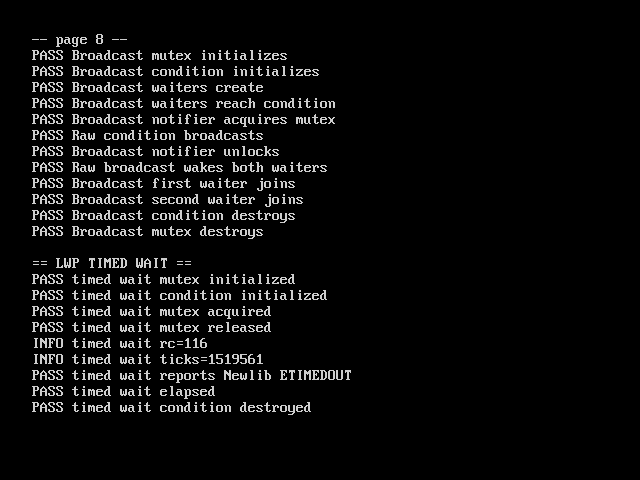 -- page 8 --
PASS Broadcast mutex initializes
PASS Broadcast condition initializes
PASS Broadcast waiters create
PASS Broadcast waiters reach condition
PASS Broadcast notifier acquires mutex
PASS Raw condition broadcasts
PASS Broadcast notifier unlocks
PASS Raw broadcast wakes both waiters
PASS Broadcast first waiter joins
PASS Broadcast second waiter joins
PASS Broadcast condition destroys
PASS Broadcast mutex destroys
== LWP TIMED WAIT ==
PASS timed wait mutex initialized
PASS timed wait condition initialized
PASS timed wait mutex acquired
PASS timed wait mutex released
INFO timed wait rc=116
INFO timed wait ticks=1519561
PASS timed wait reports Newlib ETIMEDOUT
PASS timed wait elapsed
PASS timed wait condition destroyed